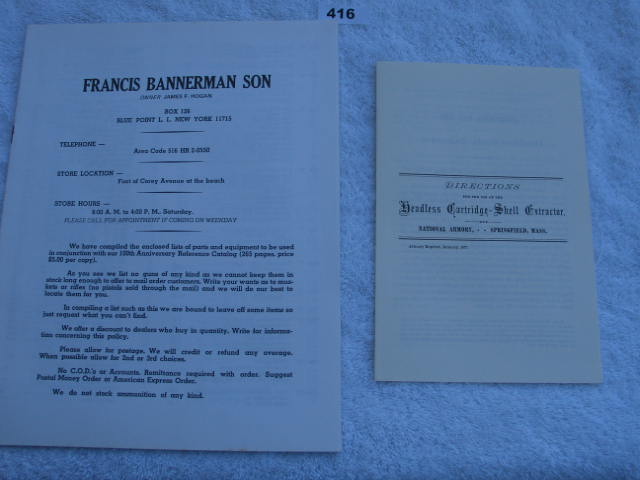 416
FRANCIS BANNERMAN SON
OWNER JAMES F. HOGAN
BOX 126
BLUE POINT L. I., NEW YORK 11715
TELEPHONE —
Area Code 516 HR 2-0550
STORE LOCATION —
Foot of Corey Avenue at the beach
STORE HOURS —
9:00 A. M. to 4:00 P. M., Saturday.
PLEASE CALL FOR APPOINTMENT IF COMING ON WEEKDAY
We have compiled the enclosed lists of parts and equipment to be used
in conjunction with our 100th Anniversary Reference Catalog (265 pages, price
$5.00 per copy).
As you see we list no guns of any kind as we cannot keep them in
stock long enough to offer to mail order customers. Write your wants as to mus-
kets or rifles (no pistols sold through the mail) and we will do our best to
locate them for you.
In compiling a list such as this we are bound to leave off some items so
just request what you can't find.
We offer a discount to dealers who buy in quantity. Write for informa-
tion concerning this policy.
Please allow for postage. We will credit or refund any overage.
When possible allow for 2nd or 3rd choices.
No C.O.D.'s or Accounts. Remittance required with order. Suggest
Postal Money Order or American Express Order.
We do not stock ammunition of any kind.
DIRECTIONS
FOR THE USE OF THE
Headless Cartridge-Shell Extractor.
NATIONAL ARMORY, - - SPRINGFIELD, MASS.